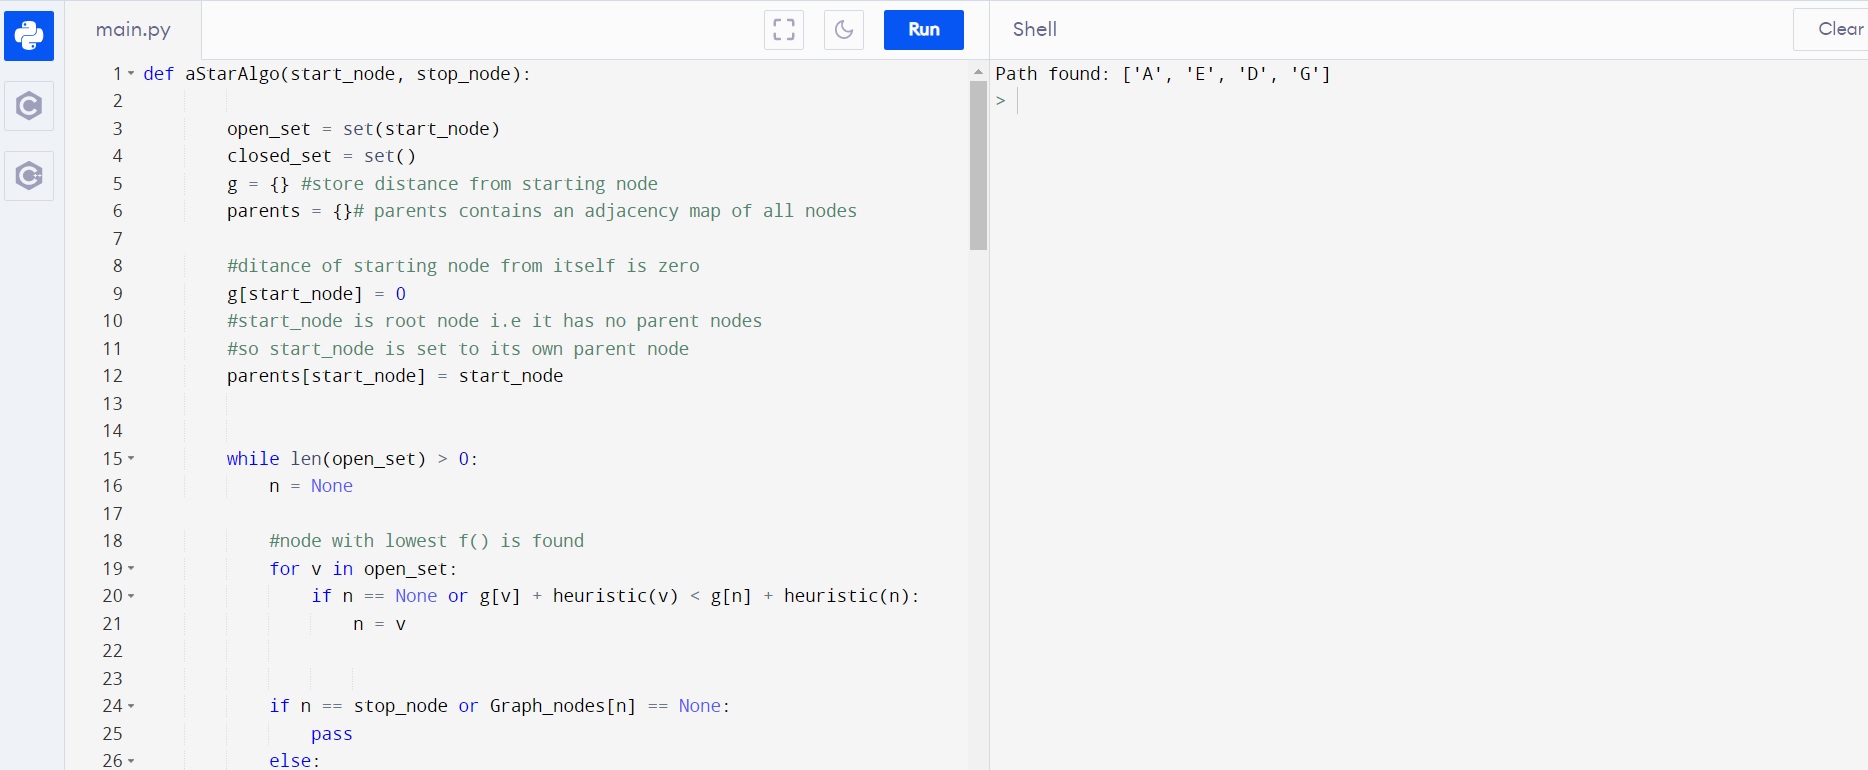 main.py
Run
Shell
Clear
1 def aStarAlgo(start_node, stop_node):
2
3 open_set = set(start_node)
4 closed_set = set()
5 g = {} #store distance from starting node
6 parents = {}# parents contains an adjacency map of all nodes
7
8 #ditance of starting node from itself is zero
9 g[start_node] = 0
10 #start_node is root node i.e it has no parent nodes
11 #so start_node is set to its own parent node
12 parents[start_node] = start_node
13
14
15 while len(open_set) > 0:
16 n = None
17
18 #node with lowest f() is found
19 for v in open_set:
20 if n == None or g[v] + heuristic(v) < g[n] + heuristic(n):
21 n = v
22
23
24 if n == stop_node or Graph_nodes[n] == None:
25 pass
26 else:
Path found: ['A', 'E', 'D', 'G']
>